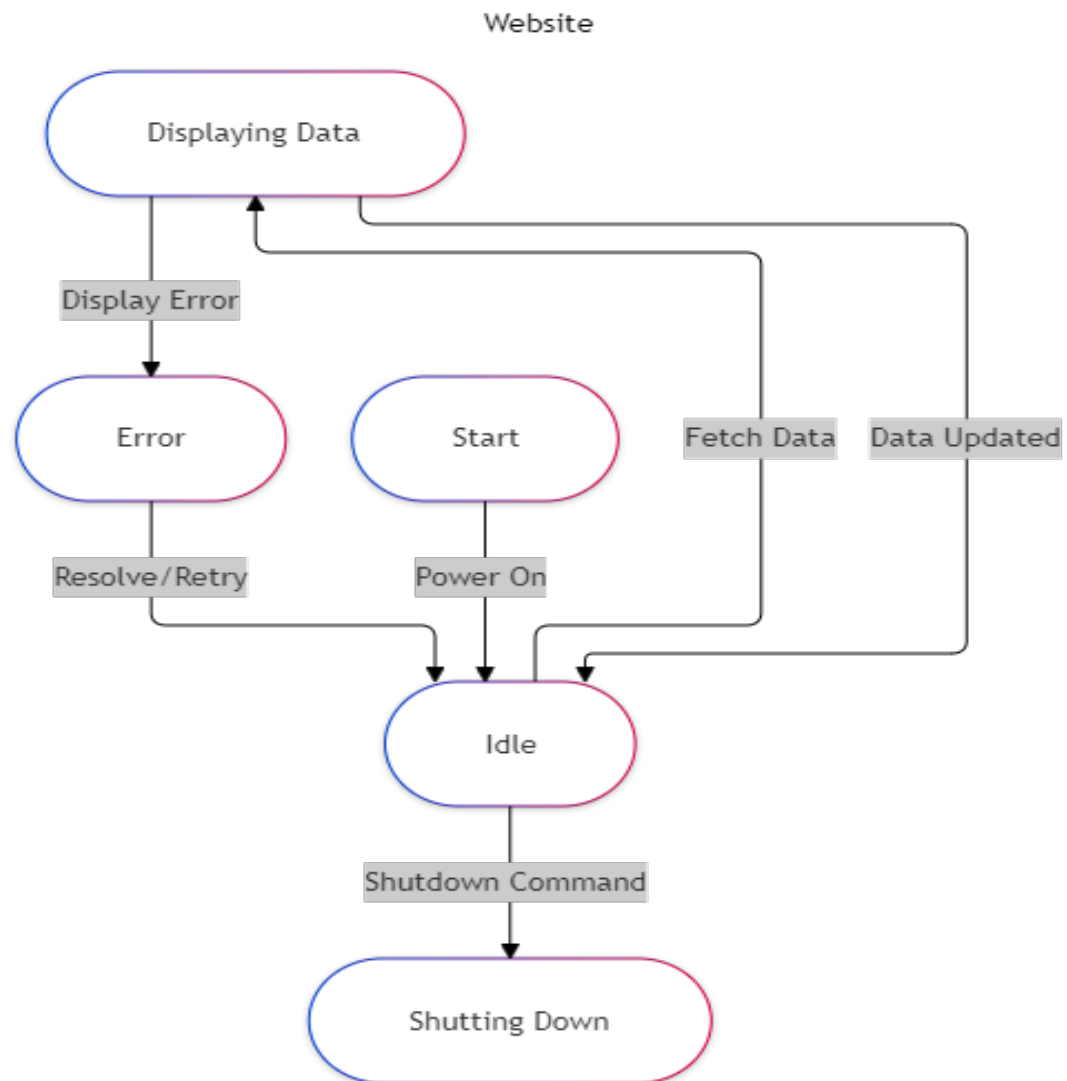 Website
Displaying Data
Display Error
Error
Start
Fetch Data
Data Updated
Resolve/Retry
Power On
Idle
Shutdown Command
Shutting Down